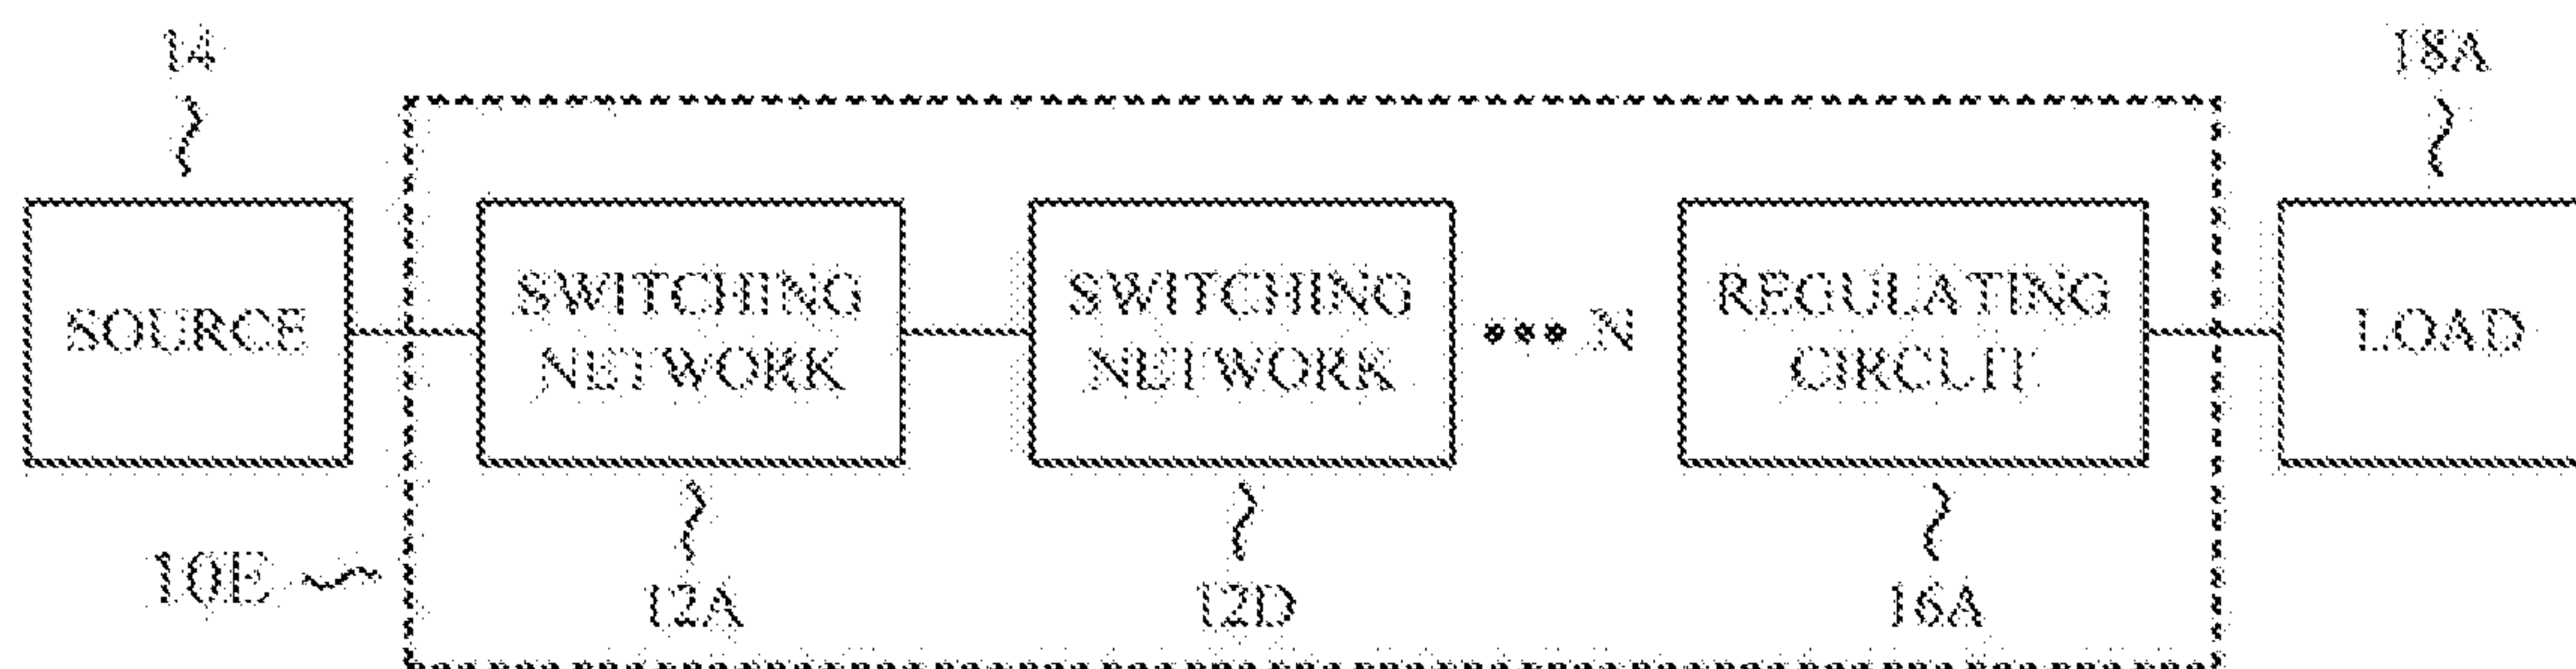 14
18A
SOURCE
SWITCHING
NETWORK
SWITCHING
NETWORK
••• N
REGULATING
CIRCUIT
LOAD
10E
12A
12D
16A